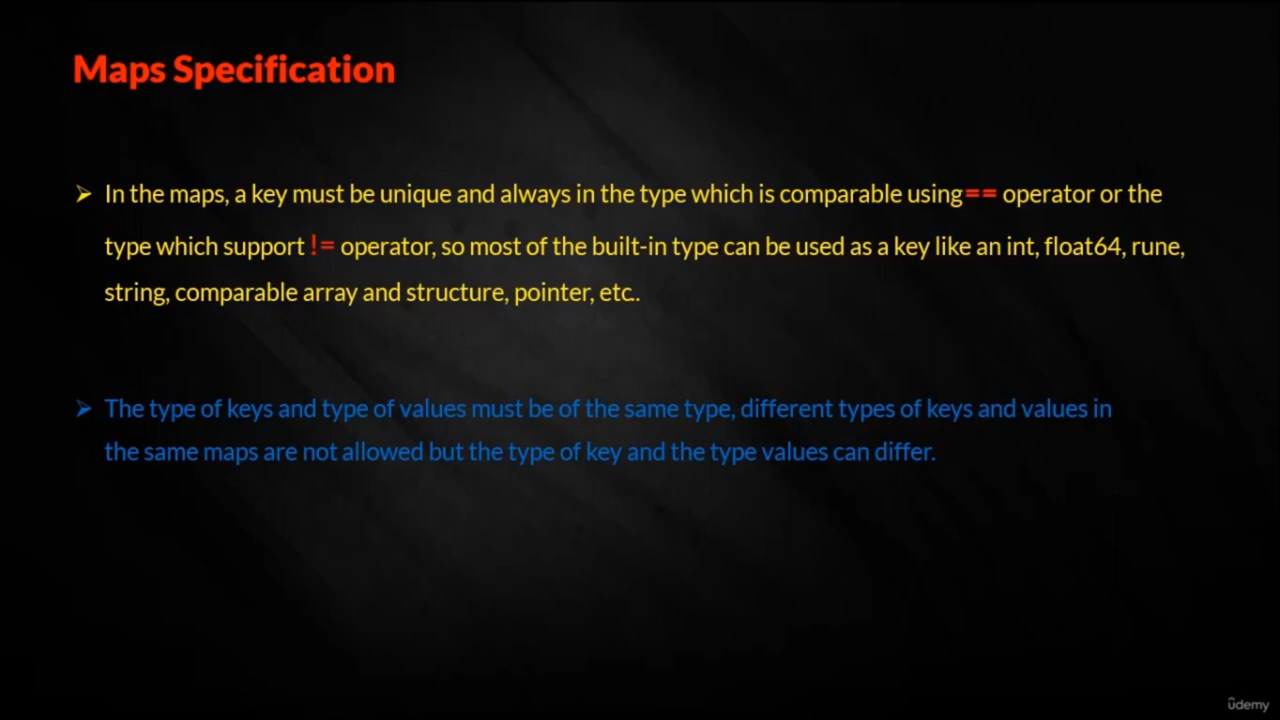 Maps Specification
➢ In the maps, a key must be unique and always in the type which is comparable using== operator or the
type which support != operator, so most of the built-in type can be used as a key like an int, float64, rune,
string, comparable array and structure, pointer, etc..
➢ The type of keys and type of values must be of the same type, different types of keys and values in
the same maps are not allowed but the type of key and the type values can differ.
ûdemy